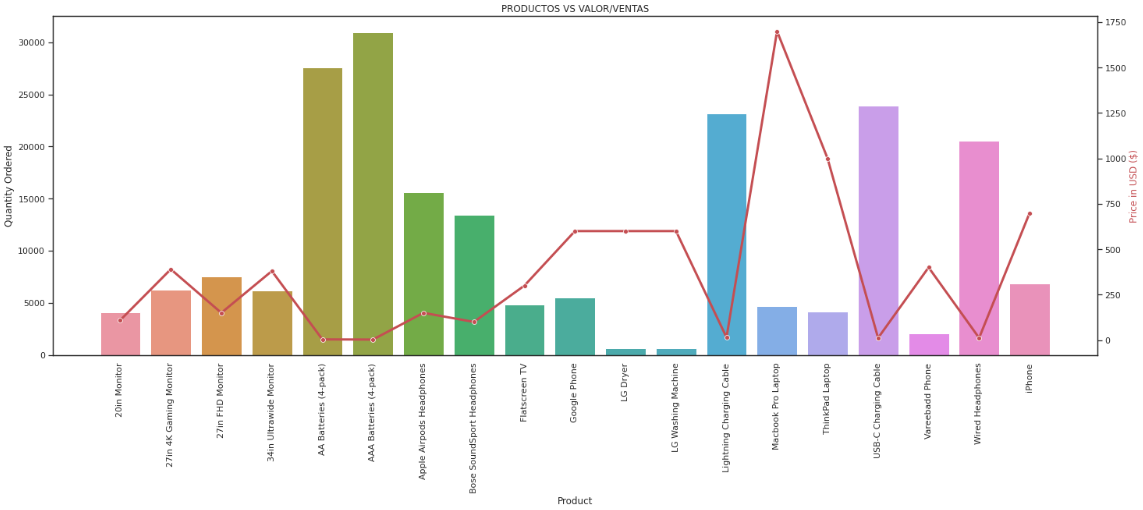 PRODUCTOS VS VALOR/VENTAS
Quantity Ordered
30000
25000
20000
15000
10000
5000
0
1750
1500
1250
1000
750
500
250
0
Price in USD ($)
20in Monitor
27in 4K Gaming Monitor
27in FHD Monitor
34in Ultrawide Monitor
AA Batteries (4-pack)
AAA Batteries (4-pack)
Apple Airpods Headphones
Bose SoundSport Headphones
Flatscreen TV
Google Phone
LG Dryer
LG Washing Machine
Lightning Charging Cable
Macbook Pro Laptop
ThinkPad Laptop
USB-C Charging Cable
Vareebadd Phone
Wired Headphones
iPhone
Product